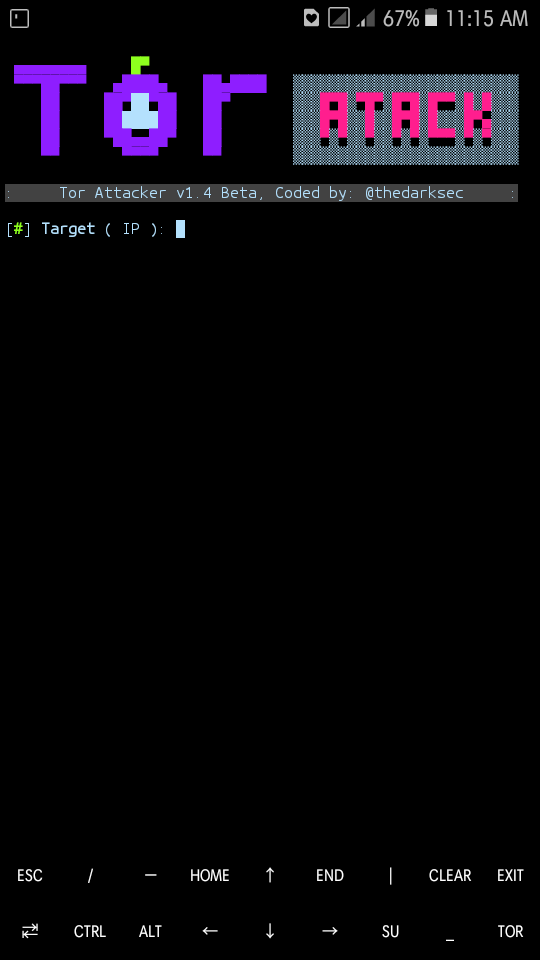 67% 11:15 AM
Tor ATACK
: Tor Attacker v1.4 Beta, Coded by: @thedarksec :
[#] Target ( IP ):
ESC / — HOME ↑ END | CLEAR EXIT
⇄ CTRL ALT ← ↓ → SU _ TOR